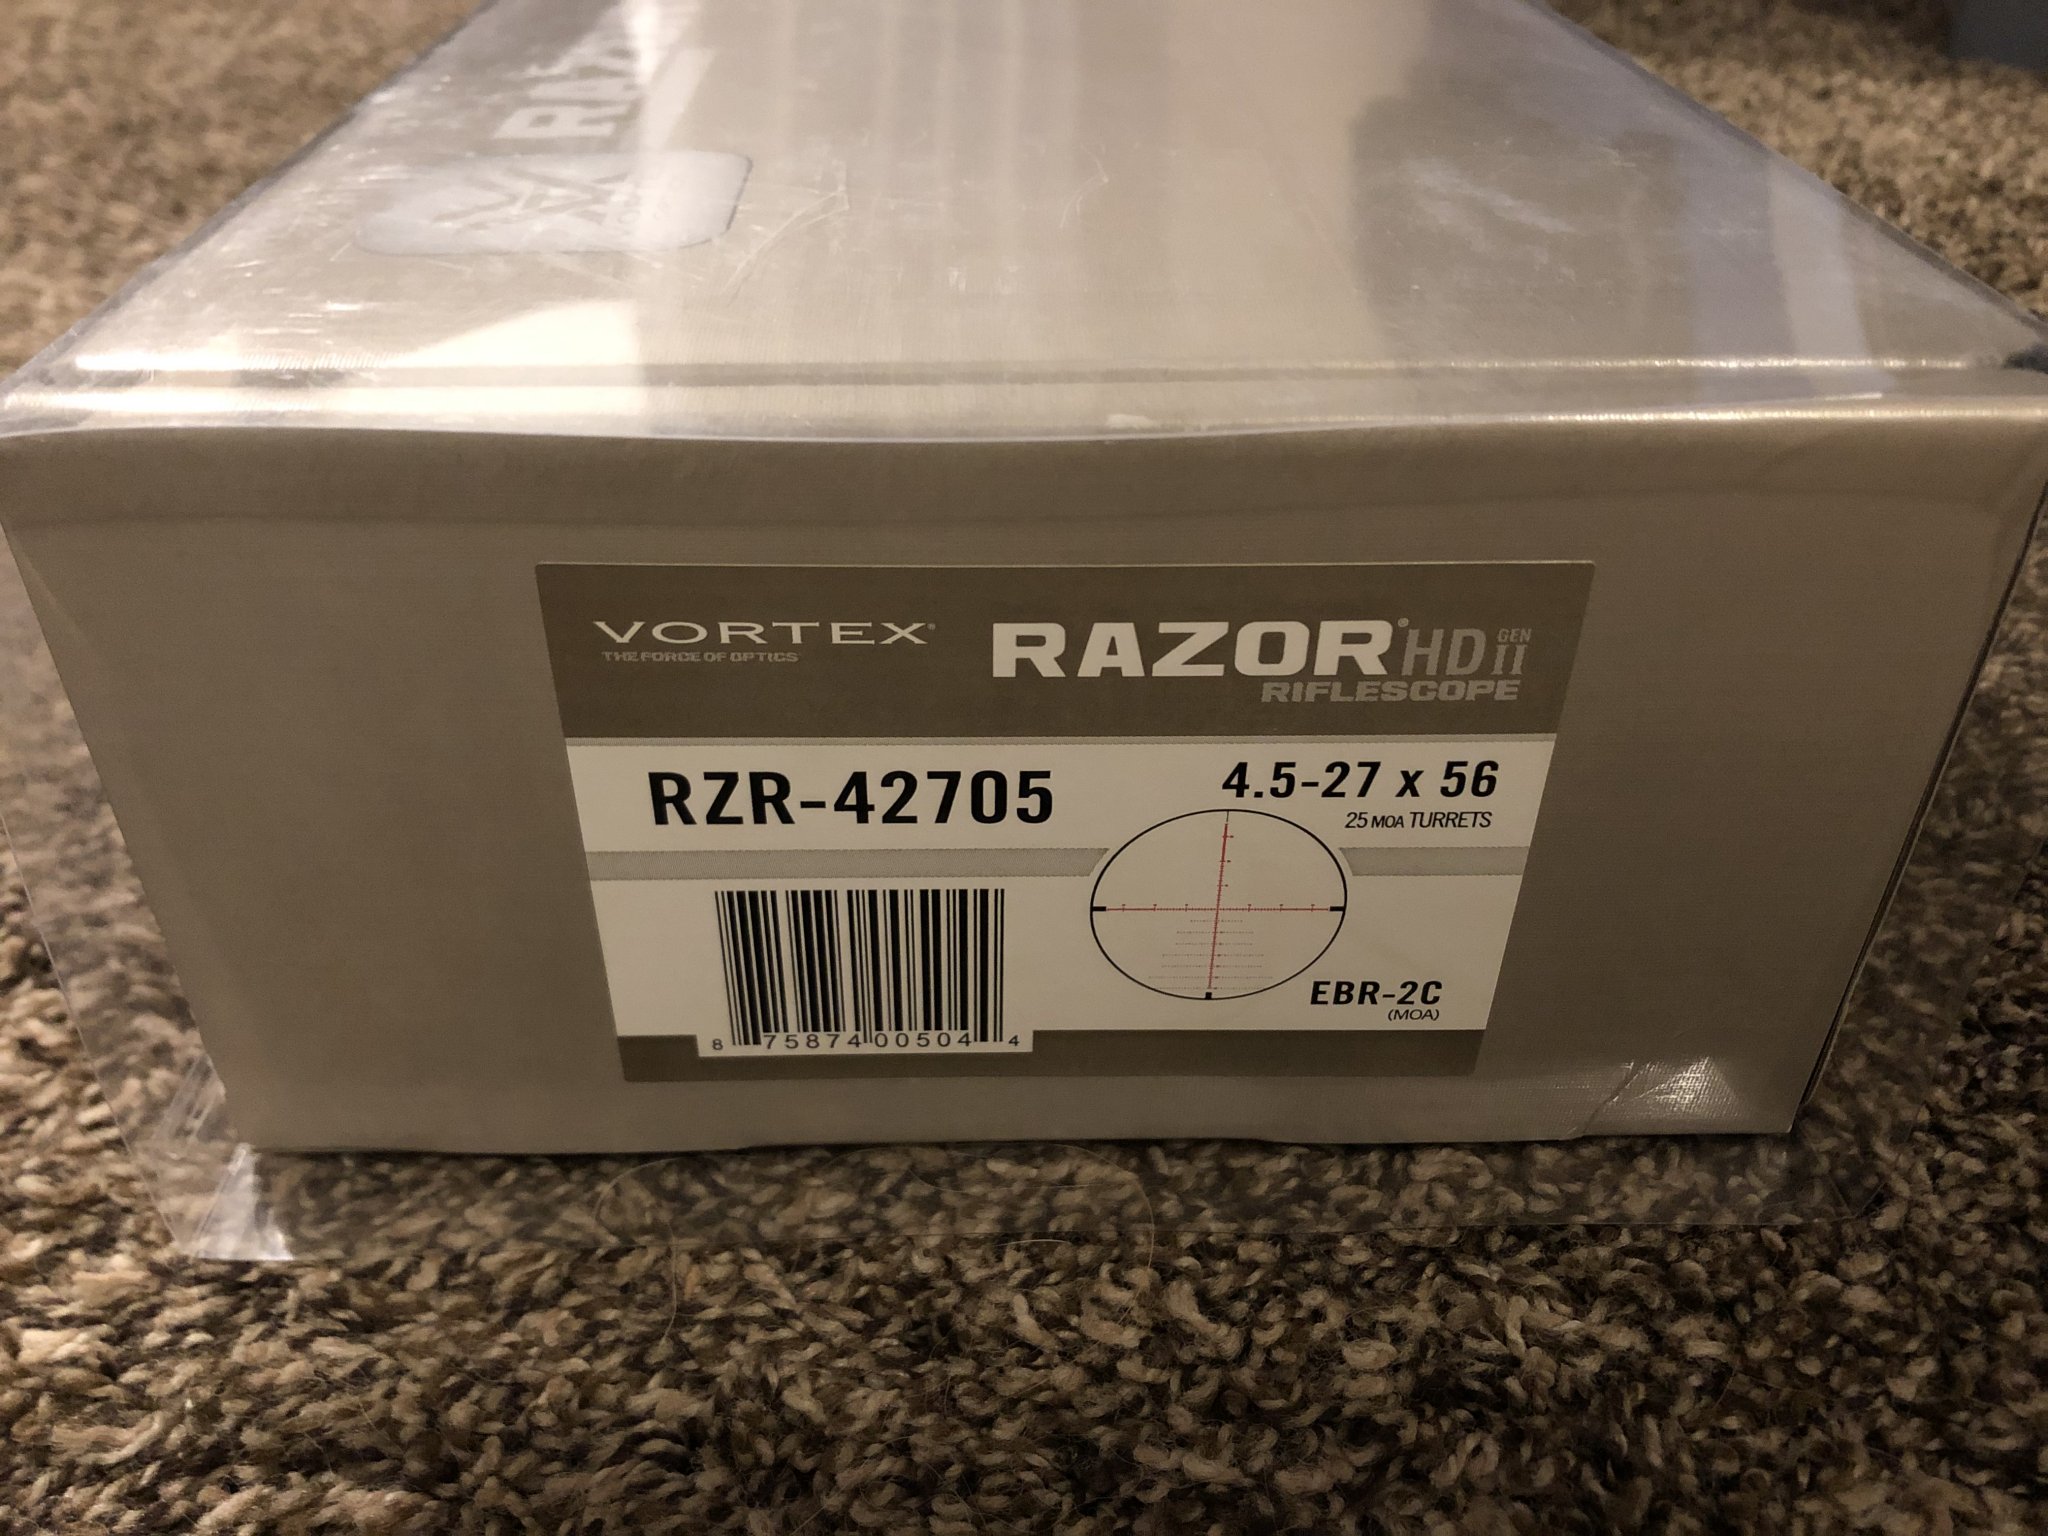 VORTEX®
THE FORCE OF OPTICS
RAZOR® HD GEN II
RIFLESCOPE
RZR-42705
4.5-27 x 56
25 MOA TURRETS
EBR-2C
(MOA)
8 75874 00504 4